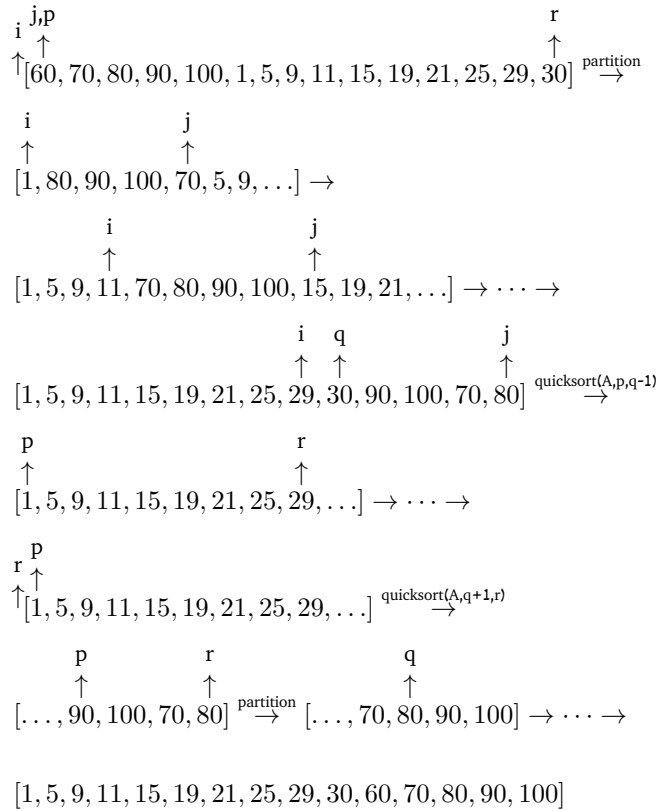 i j,p r
↑ ↑ ↑
[60, 70, 80, 90, 100, 1, 5, 9, 11, 15, 19, 21, 25, 29, 30] partition →
i j
↑ ↑
[1, 80, 90, 100, 70, 5, 9, . . .] →
i j
↑ ↑
[1, 5, 9, 11, 70, 80, 90, 100, 15, 19, 21, . . .] → · · · →
i q j
↑ ↑ ↑
[1, 5, 9, 11, 15, 19, 21, 25, 29, 30, 90, 100, 70, 80] quicksort(A,p,q-1) →
p r
↑ ↑
[1, 5, 9, 11, 15, 19, 21, 25, 29, . . .] → · · · →
r p
↑ ↑
[1, 5, 9, 11, 15, 19, 21, 25, 29, . . .] quicksort(A,q+1,r) →
p r q
↑ ↑ ↑
[. . . , 90, 100, 70, 80] partition → [. . . , 70, 80, 90, 100] → · · · →
[1, 5, 9, 11, 15, 19, 21, 25, 29, 30, 60, 70, 80, 90, 100]